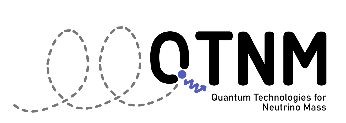 QTNM
Quantum Technologies for
Neutrino Mass